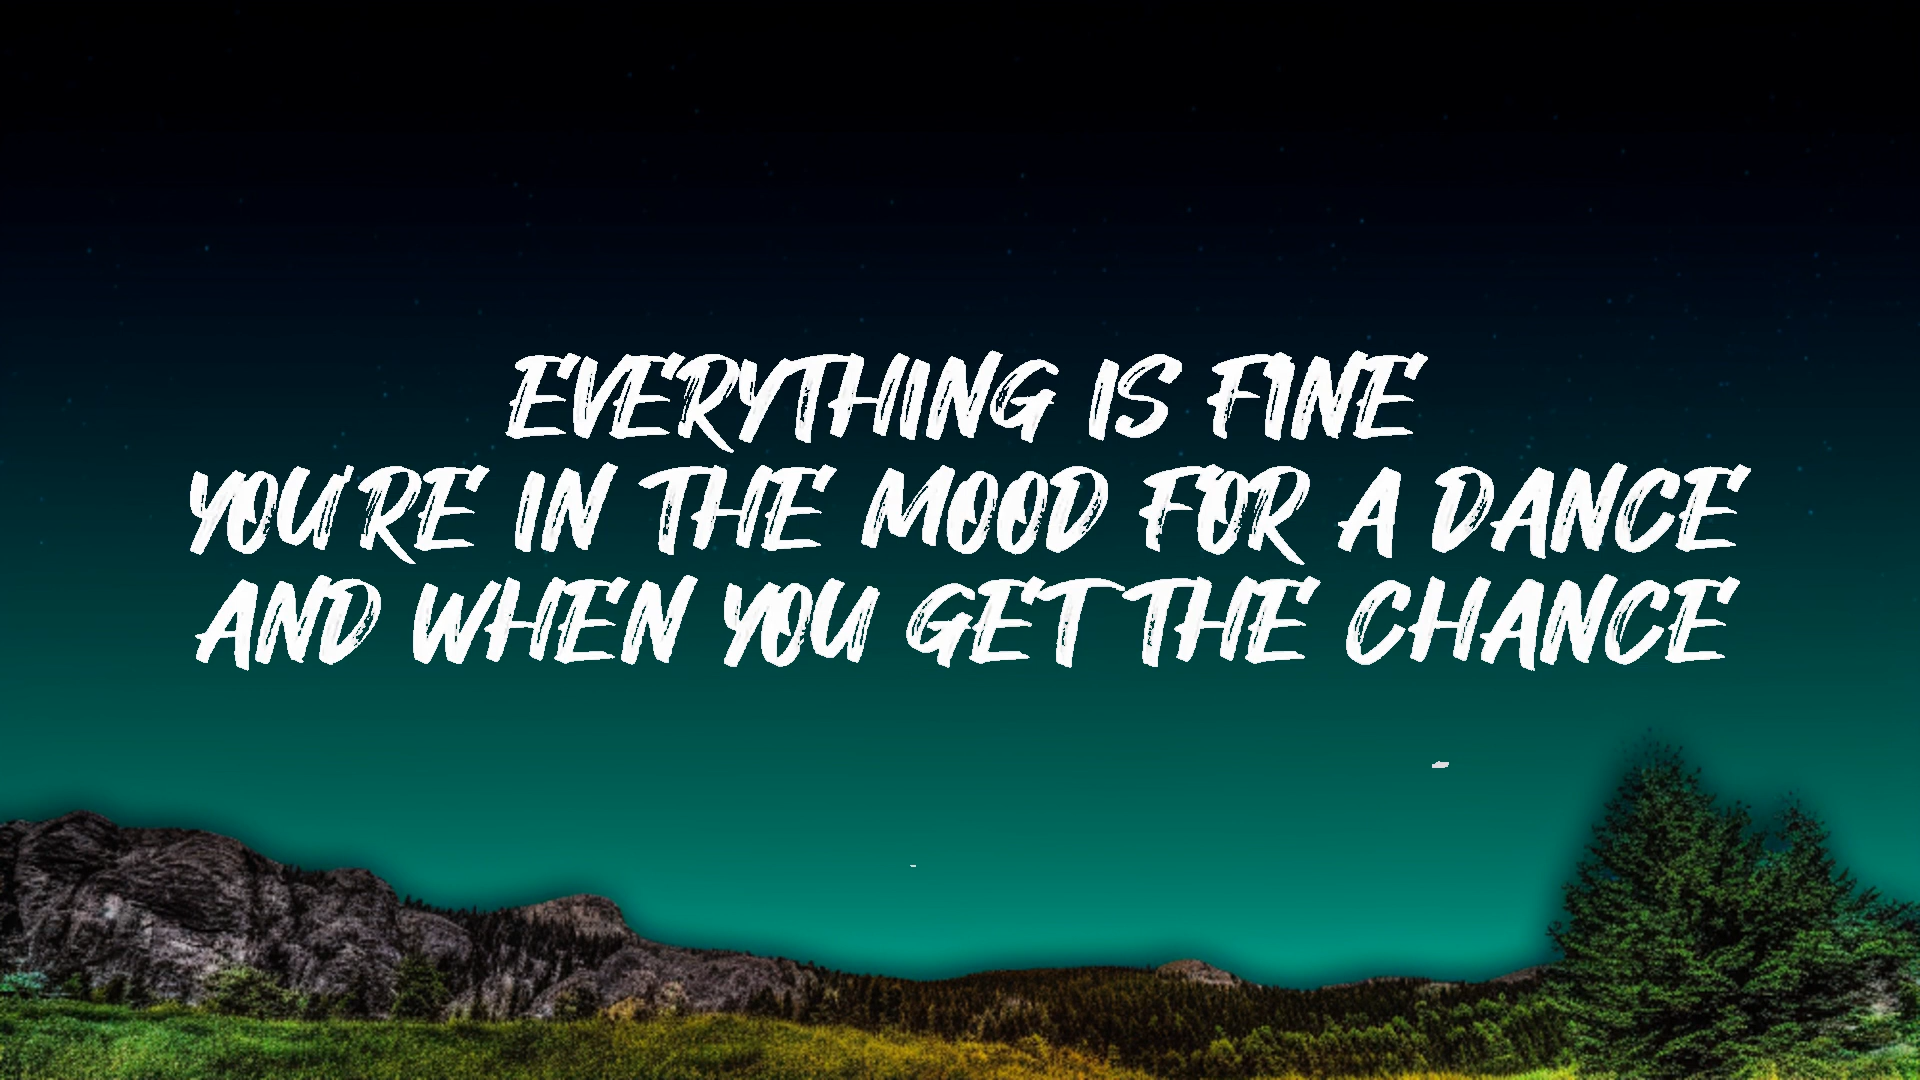 EVERYTHING IS FINE
YOU'RE IN THE MOOD FOR A DANCE
AND WHEN YOU GET THE CHANCE